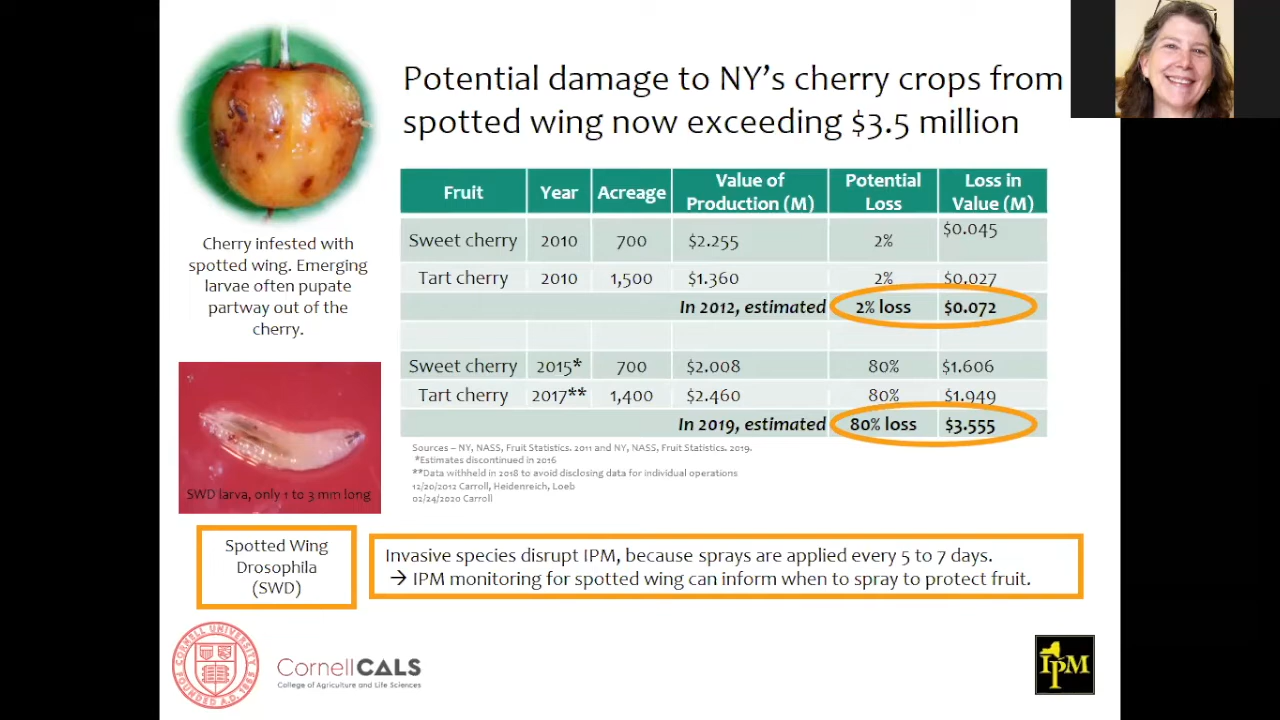 Potential damage to NY’s cherry crops from
spotted wing now exceeding $3.5 million
Cherry infested with
spotted wing. Emerging
larvae often pupate
partway out of the
cherry.
SWD larva, only 1 to 3 mm long
Fruit Year Acreage Value of Production (M) Potential Loss Loss in Value (M)
Sweet cherry 2010 700 $2.255 2% $0.045
Tart cherry 2010 1,500 $1.360 2% $0.027
In 2012, estimated 2% loss $0.072
Sweet cherry 2015* 700 $2.008 80% $1.606
Tart cherry 2017** 1,400 $2.460 80% $1.949
In 2019, estimated 80% loss $3.555
Sources – NY, NASS, Fruit Statistics. 2011 and NY, NASS, Fruit Statistics. 2019.
*Estimates discontinued in 2016
**Data withheld in 2018 to avoid disclosing data for individual operations
12/20/2012 Carroll, Heidenreich, Loeb
02/24/2020 Carroll
Spotted Wing
Drosophila
(SWD)
Invasive species disrupt IPM, because sprays are applied every 5 to 7 days.
→ IPM monitoring for spotted wing can inform when to spray to protect fruit.
CORNELL UNIVERSITY
FOUNDED A.D. 1865
CornellCALS
College of Agriculture and Life Sciences
IPM